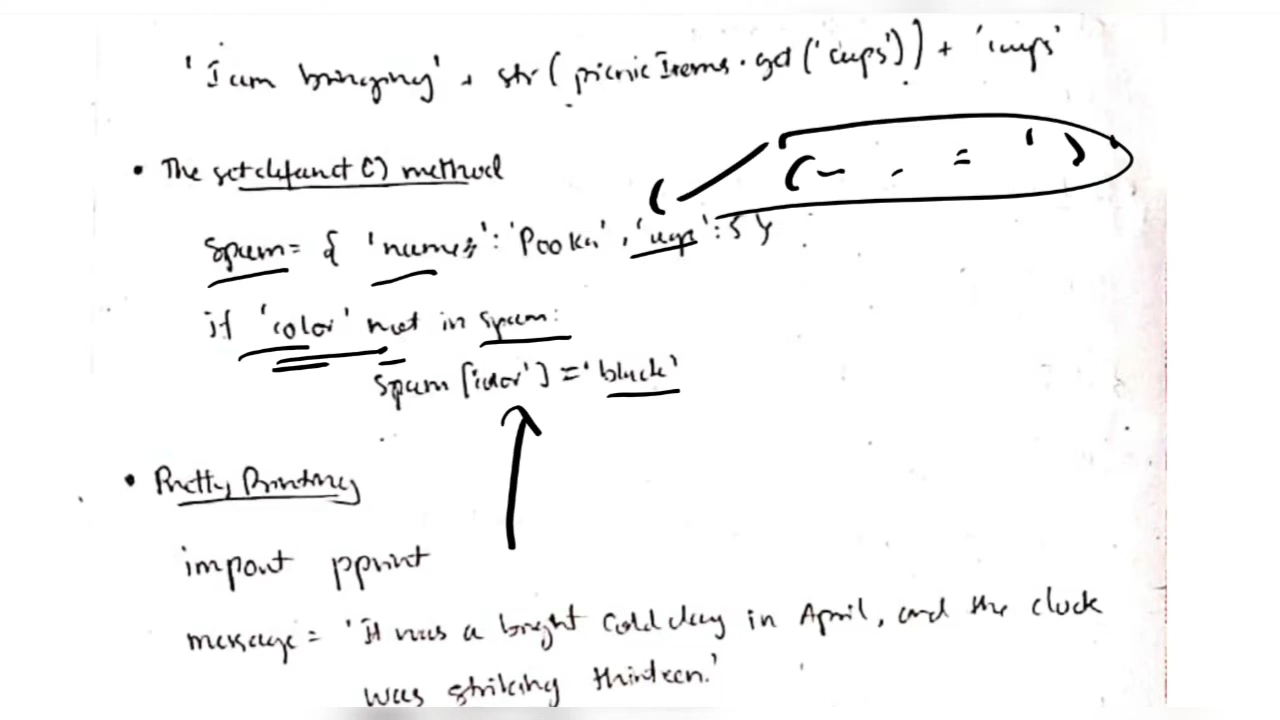 'I am bringing' + str(picnicItems.get('cups')) + 'cups'
• The setdefault() method
spam = { 'name': 'Pooka', 'age': 5 }
if 'color' not in spam:
spam['color'] = 'black'
• Pretty Printing
import pprint
message = 'It was a bright cold day in April, and the clock
was striking thirteen.'